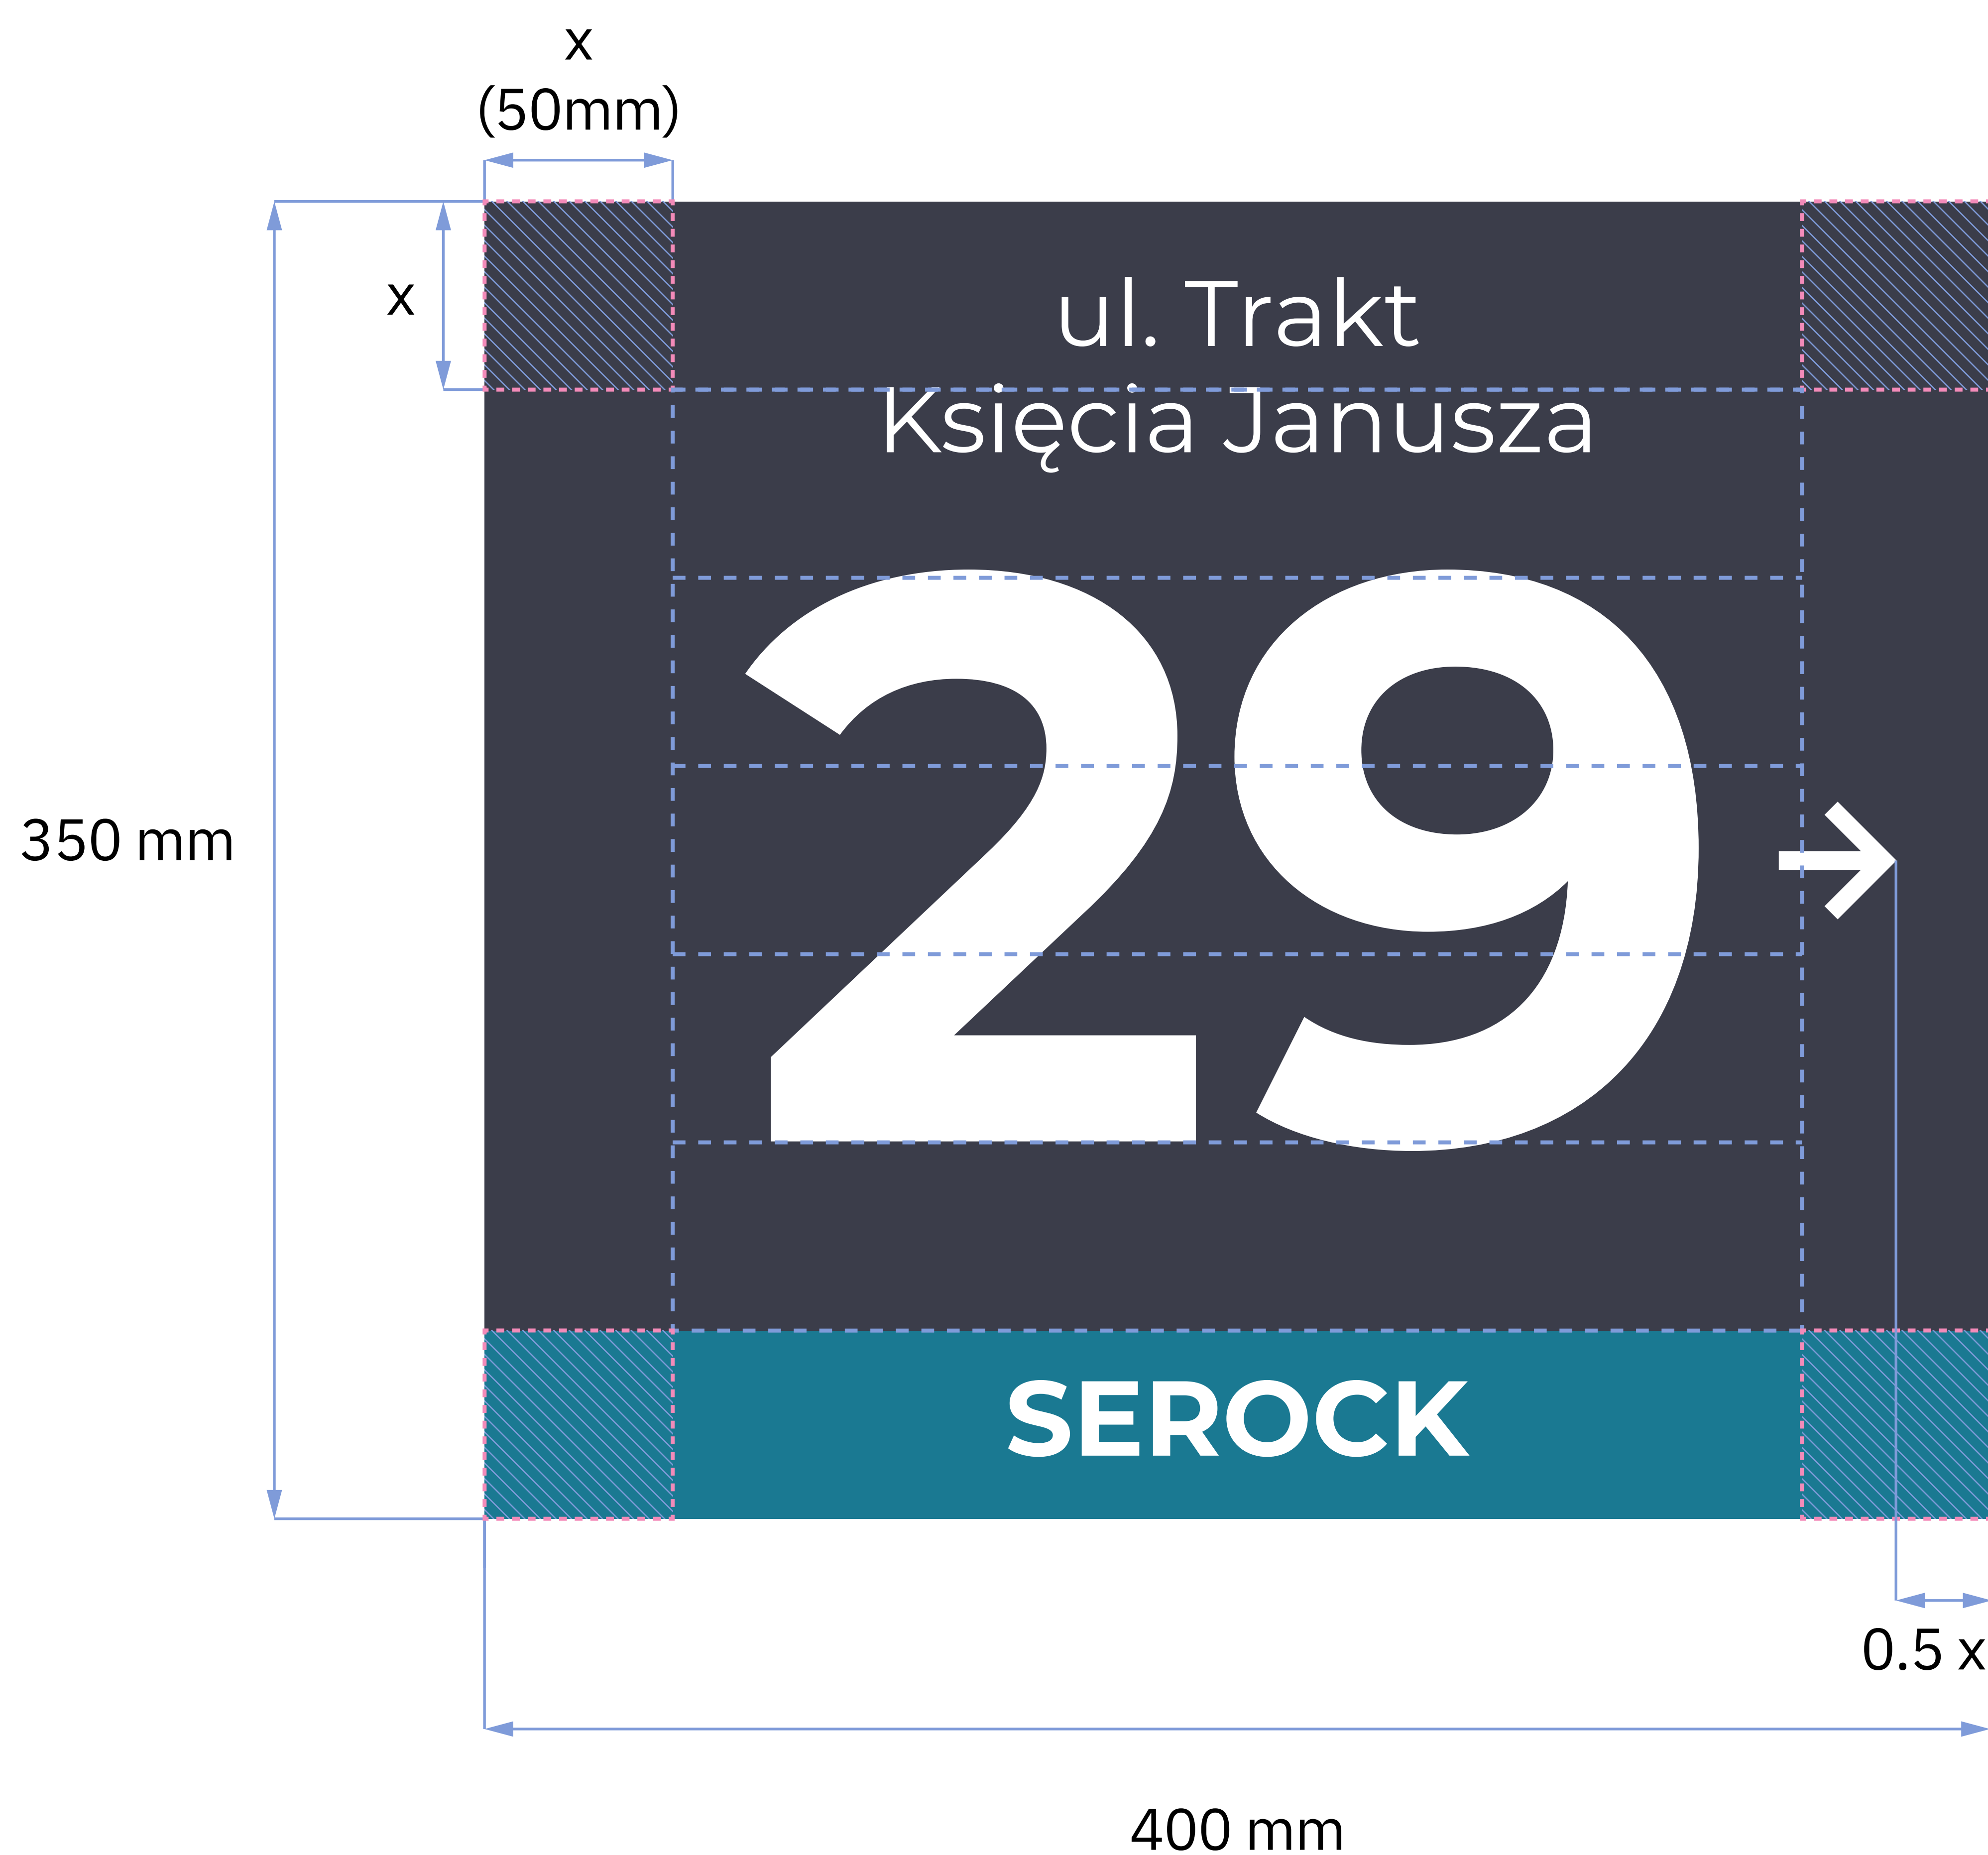 x
(50mm)
x
ul. Trakt
Księcia Janusza
29
350 mm
SEROCK
0.5 x
400 mm